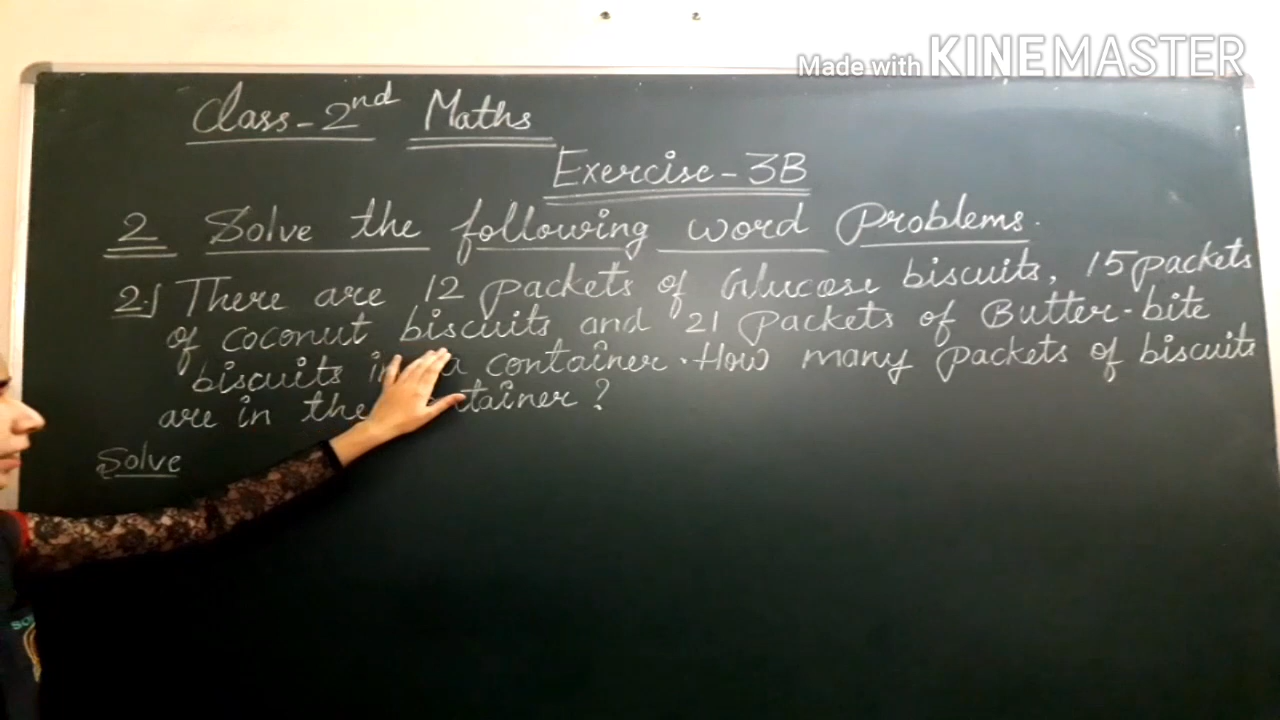 Made with KINEMASTER
Class-2nd Maths
Exercise-3B
2 Solve the following word Problems.
2.) There are 12 packets of Glucose biscuits, 15 packets
of coconut biscuits and 21 packets of Butter-bite
biscuits in a container. How many packets of biscuits
are in the container?
Solve